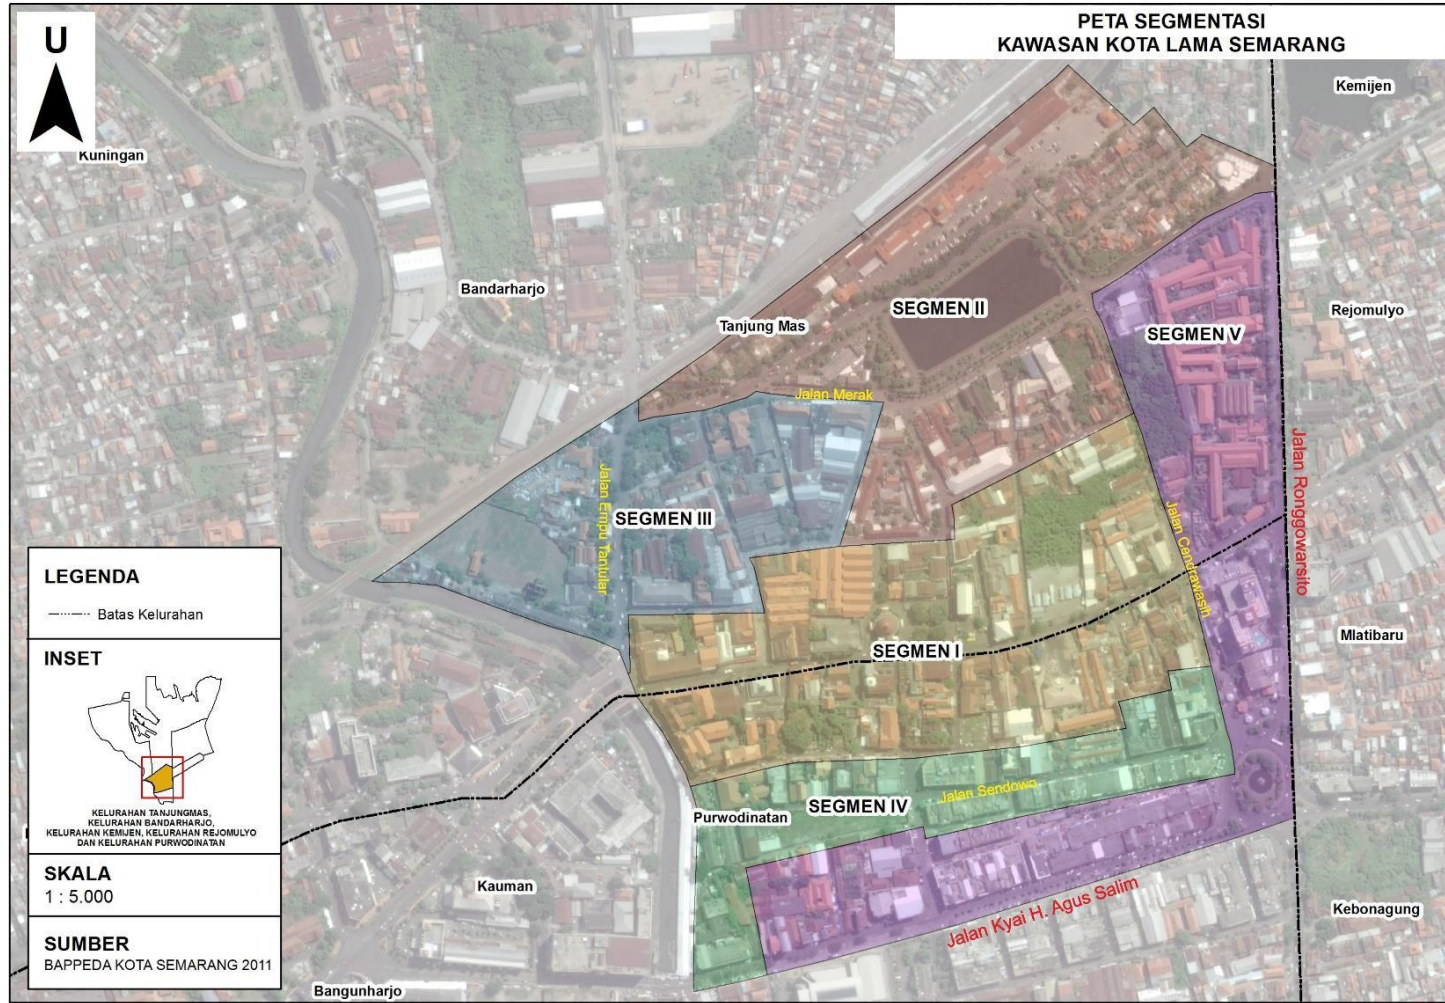 PETA SEGMENTASI
KAWASAN KOTA LAMA SEMARANG
U
Kemijen
Kuningan
Bandarharjo
SEGMEN II
Rejomulyo
Tanjung Mas
SEGMEN V
Jalan Merak
Jalan Ronggowarsito
Jalan Empu Tantular
SEGMEN III
Jalan Cendrawasih
Mlatibaru
SEGMEN I
Jalan Sendowo
SEGMEN IV
Purwodinatan
Kauman
Jalan Kyai H. Agus Salim
Kebonagung
Bangunharjo
LEGENDA
Batas Kelurahan
INSET
KELURAHAN TANJUNGMAS,
KELURAHAN BANDARHARJO,
KELURAHAN KEMIJEN, KELURAHAN REJOMULYO
DAN KELURAHAN PURWODINATAN
SKALA
1 : 5.000
SUMBER
BAPPEDA KOTA SEMARANG 2011